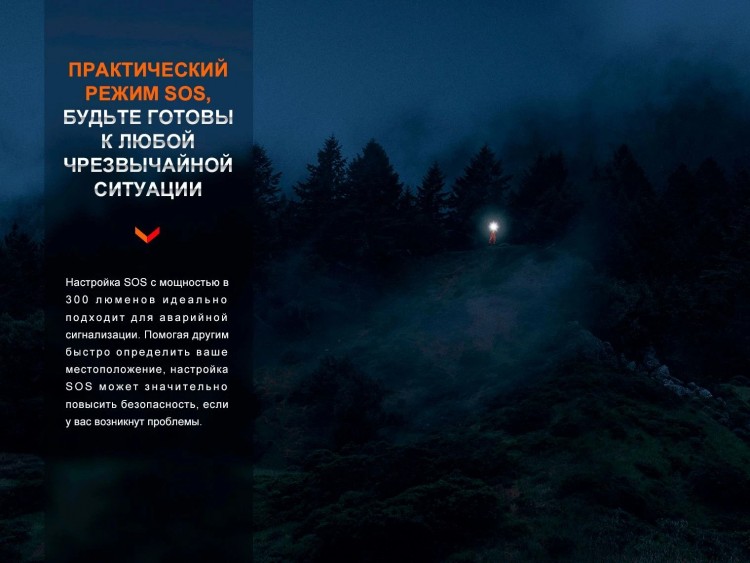 ПРАКТИЧЕСКИЙ
РЕЖИМ SOS,
БУДЬТЕ ГОТОВЫ
К ЛЮБОЙ
ЧРЕЗВЫЧАЙНОЙ
СИТУАЦИИ
Настройка SOS с мощностью в
300 люменов идеально
подходит для аварийной
сигнализации. Помогая другим
быстро определить ваше
местоположение, настройка
SOS может значительно
повысить безопасность, если
у вас возникнут проблемы.